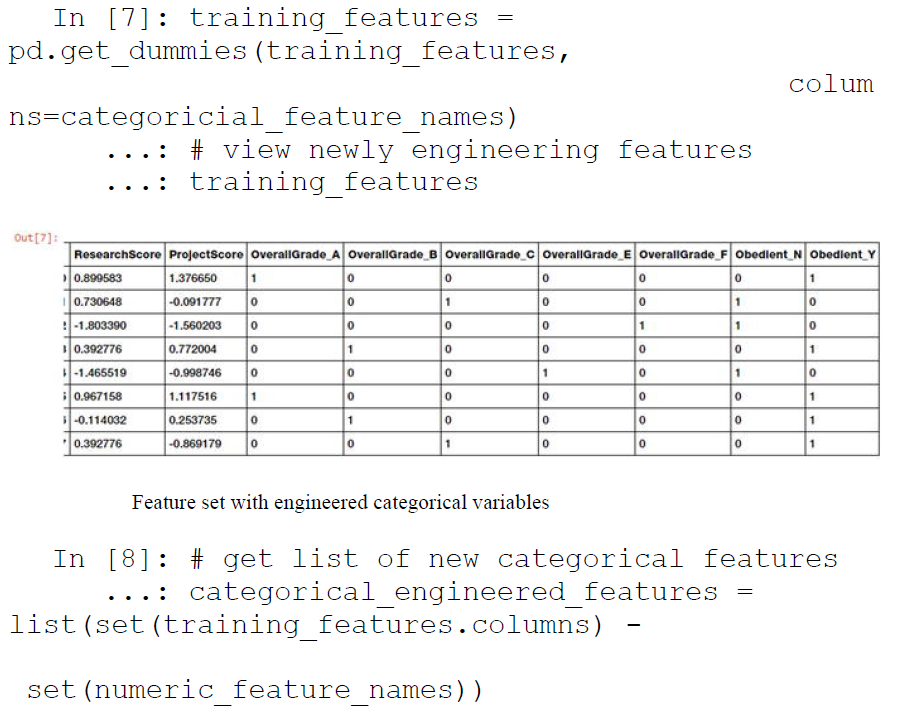 In [7]: training_features =
pd.get_dummies(training_features,
colum
ns=categoricial_feature_names)
...: # view newly engineering features
...: training_features
Out[7]:
ResearchScore ProjectScore OverallGrade_A OverallGrade_B OverallGrade_C OverallGrade_E OverallGrade_F Obedient_N Obedient_Y
0.899583 1.376650 1 0 0 0 0 0 1
0.730648 -0.091777 0 0 1 0 0 1 0
-1.803390 -1.560203 0 0 0 0 1 1 0
0.392776 0.772004 0 1 0 0 0 0 1
-1.465519 -0.998746 0 0 0 1 0 1 0
0.967158 1.117516 1 0 0 0 0 0 1
-0.114032 0.253735 0 1 0 0 0 0 1
0.392776 -0.869179 0 0 1 0 0 0 1
Feature set with engineered categorical variables
In [8]: # get list of new categorical features
...: categorical_engineered_features =
list(set(training_features.columns) -
set(numeric_feature_names))